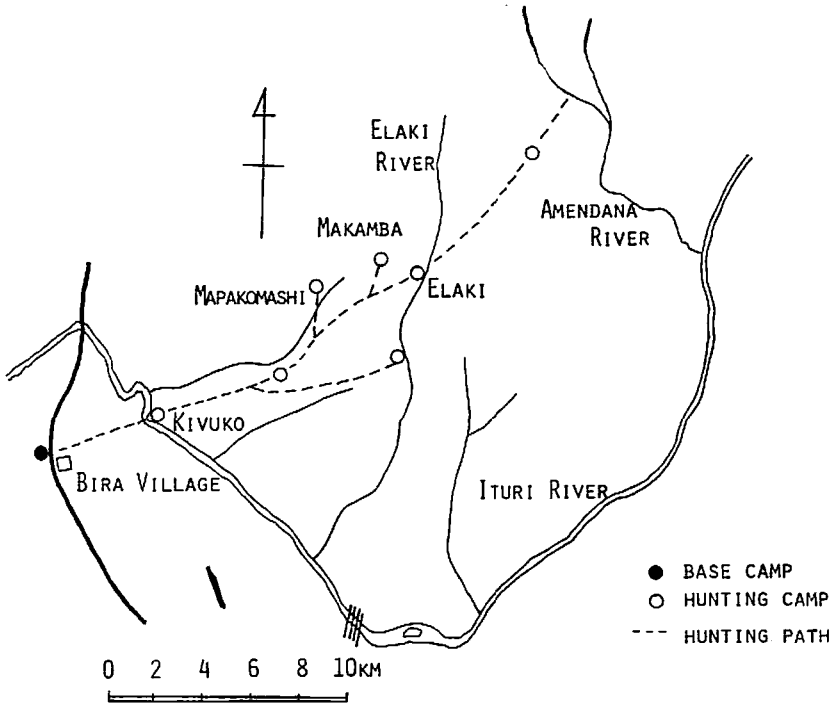 ELAKI
RIVER
MAKAMBA
AMENDANA
RIVER
MAPAKOMASHI
ELAKI
KIVUKO
BIRA VILLAGE
ITURI RIVER
BASE CAMP
HUNTING CAMP
HUNTING PATH
0 2 4 6 8 10KM